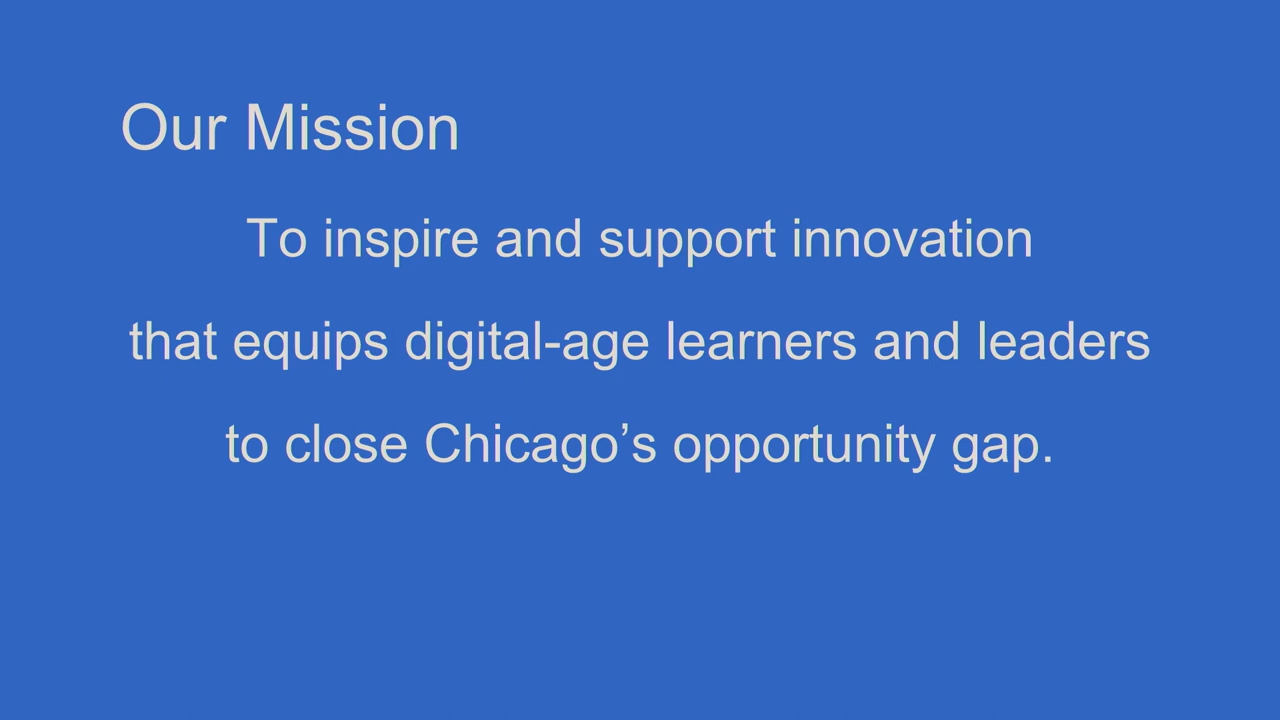 Our Mission
To inspire and support innovation
that equips digital-age learners and leaders
to close Chicago’s opportunity gap.